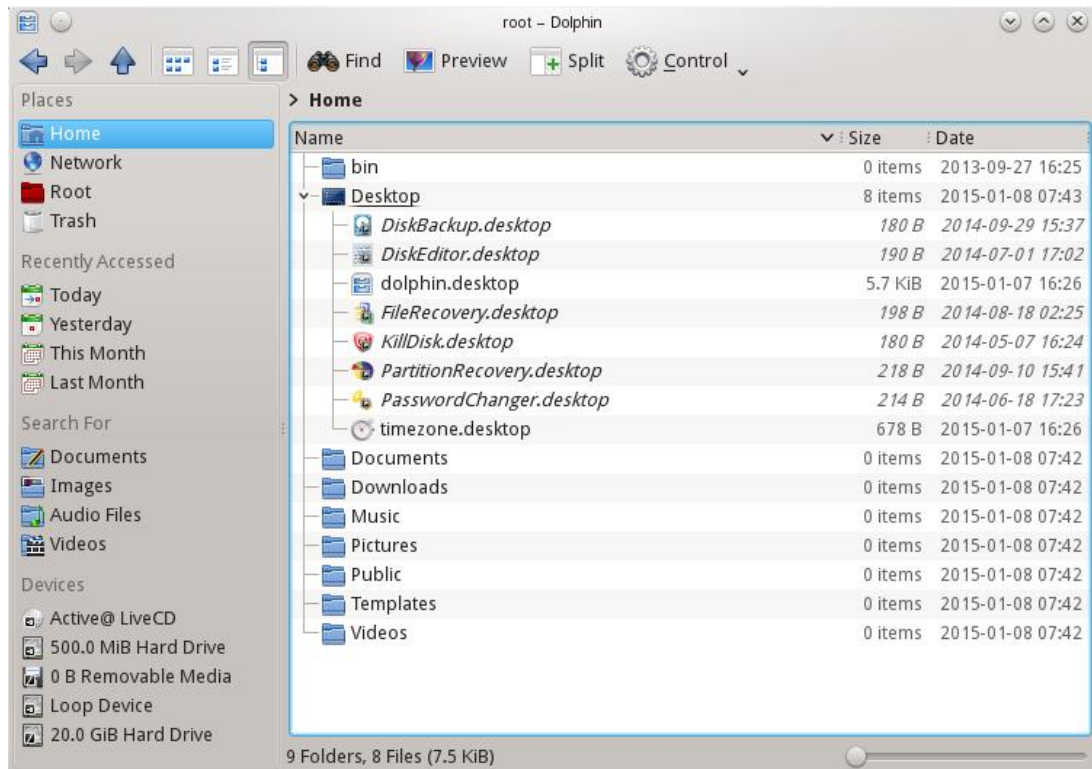 root – Dolphin
Find Preview Split Control
Places
Home
Network
Root
Trash
Recently Accessed
Today
Yesterday
This Month
Last Month
Search For
Documents
Images
Audio Files
Videos
Devices
Active@ LiveCD
500.0 MiB Hard Drive
0 B Removable Media
Loop Device
20.0 GiB Hard Drive
> Home
Name Size Date
bin 0 items 2013-09-27 16:25
Desktop 8 items 2015-01-08 07:43
DiskBackup.desktop 180 B 2014-09-29 15:37
DiskEditor.desktop 190 B 2014-07-01 17:02
dolphin.desktop 5.7 KiB 2015-01-07 16:26
FileRecovery.desktop 198 B 2014-08-18 02:25
KillDisk.desktop 180 B 2014-05-07 16:24
PartitionRecovery.desktop 218 B 2014-09-10 15:41
PasswordChanger.desktop 214 B 2014-06-18 17:23
timezone.desktop 678 B 2015-01-07 16:26
Documents 0 items 2015-01-08 07:42
Downloads 0 items 2015-01-08 07:42
Music 0 items 2015-01-08 07:42
Pictures 0 items 2015-01-08 07:42
Public 0 items 2015-01-08 07:42
Templates 0 items 2015-01-08 07:42
Videos 0 items 2015-01-08 07:42
9 Folders, 8 Files (7.5 KiB)